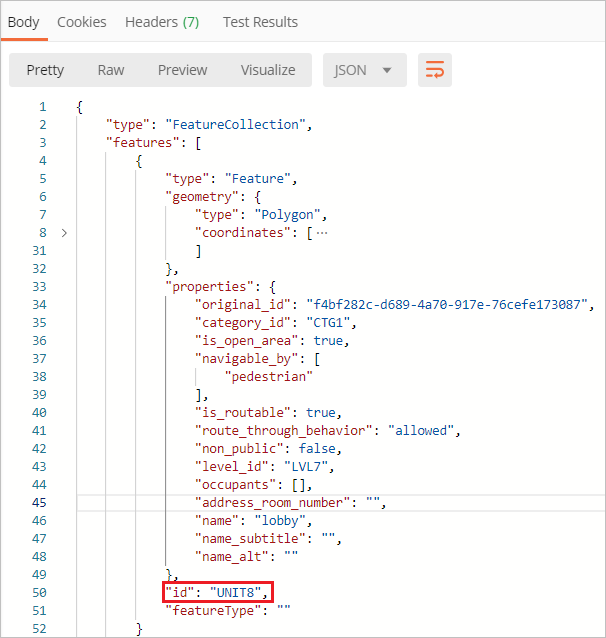 Body Cookies Headers (7) Test Results
Pretty Raw Preview Visualize JSON
1 {
2 "type": "FeatureCollection",
3 "features": [
4 {
5 "type": "Feature",
6 "geometry": {
7 "type": "Polygon",
8 "coordinates": [ ⋯
31 ]
32 },
33 "properties": {
34 "original_id": "f4bf282c-d689-4a70-917e-76cefe173087",
35 "category_id": "CTG1",
36 "is_open_area": true,
37 "navigable_by": [
38 "pedestrian"
39 ],
40 "is_routable": true,
41 "route_through_behavior": "allowed",
42 "non_public": false,
43 "level_id": "LVL7",
44 "occupants": [],
45 "address_room_number": "",
46 "name": "lobby",
47 "name_subtitle": "",
48 "name_alt": ""
49 },
50 "id": "UNIT8",
51 "featureType": ""
52 }